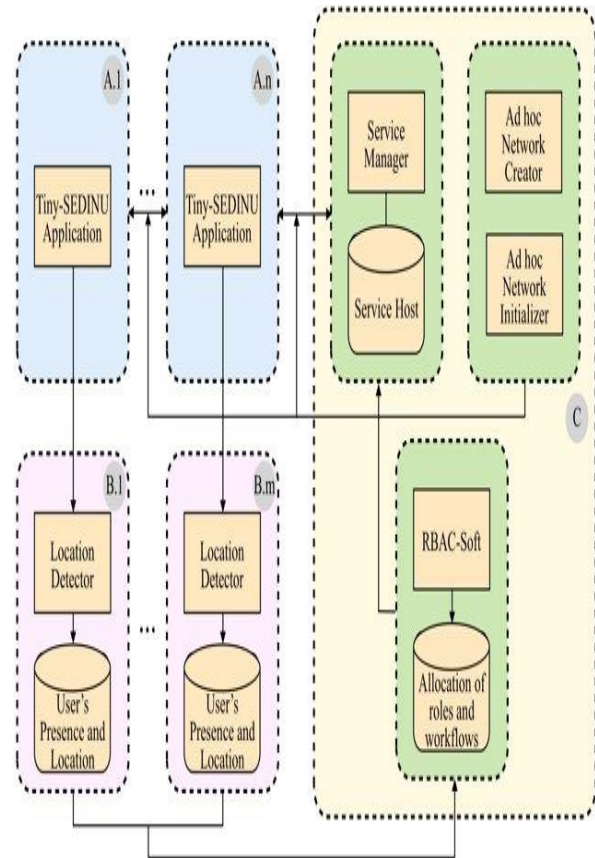 A.1
Tiny-SEDINU
Application
...
A.n
Tiny-SEDINU
Application
Service
Manager
Service Host
Ad hoc
Network
Creator
Ad hoc
Network
Initializer
C
B.1
Location
Detector
User's
Presence and
Location
...
B.m
Location
Detector
User's
Presence and
Location
RBAC-Soft
Allocation of
roles and
workflows